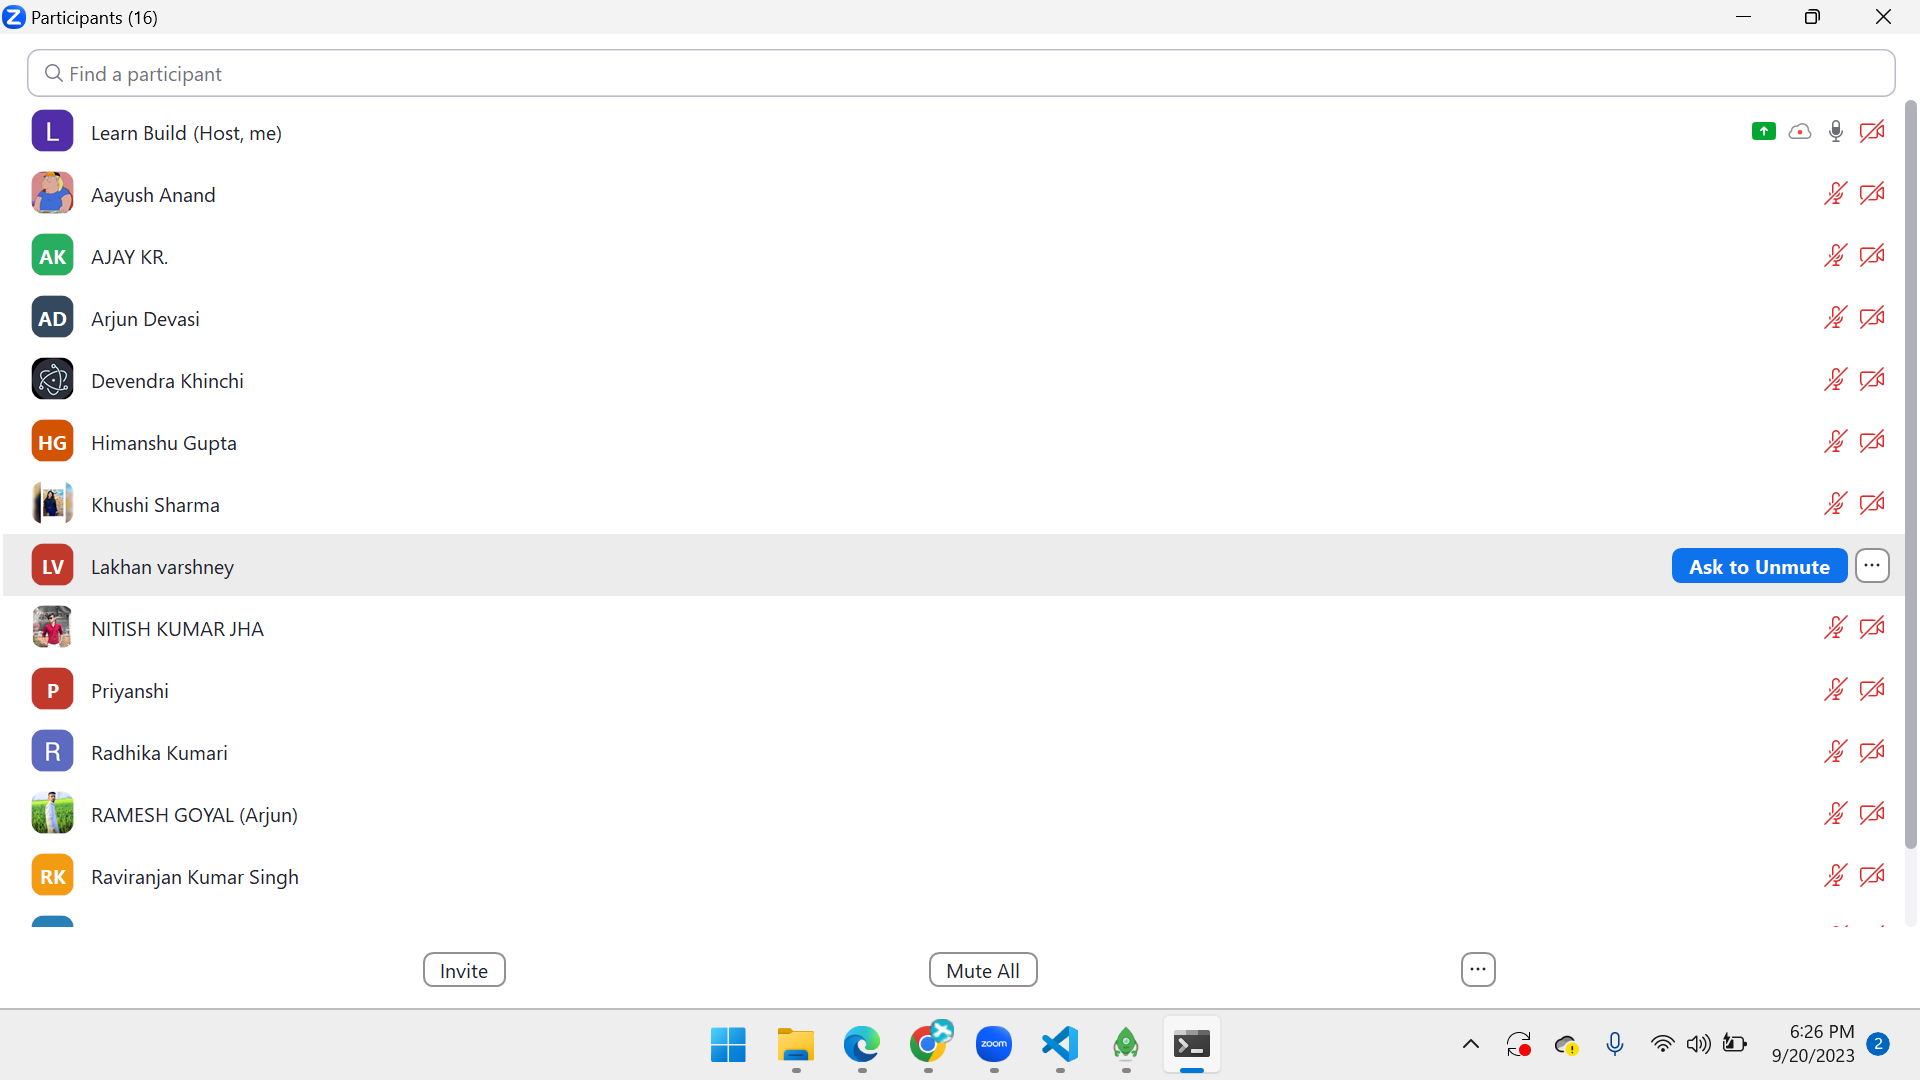 Participants (16)
Find a participant
L Learn Build (Host, me)
Aayush Anand
AK AJAY KR.
AD Arjun Devasi
Devendra Khinchi
HG Himanshu Gupta
Khushi Sharma
LV Lakhan varshney Ask to Unmute ...
NITISH KUMAR JHA
P Priyanshi
R Radhika Kumari
RAMESH GOYAL (Arjun)
RK Raviranjan Kumar Singh
Invite Mute All ...
zoom
6:26 PM
9/20/2023
2